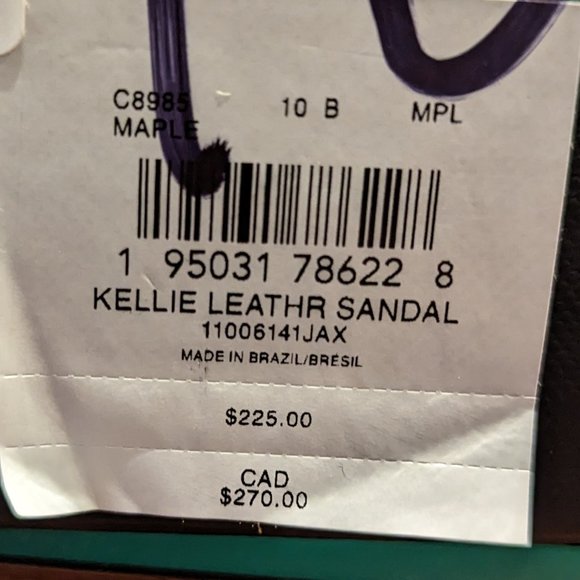 C8985 10 B MPL
MAPLE
1 95031 78622 8
KELLIE LEATHR SANDAL
11006141JAX
MADE IN BRAZIL/BRÉSIL
$225.00
CAD
$270.00